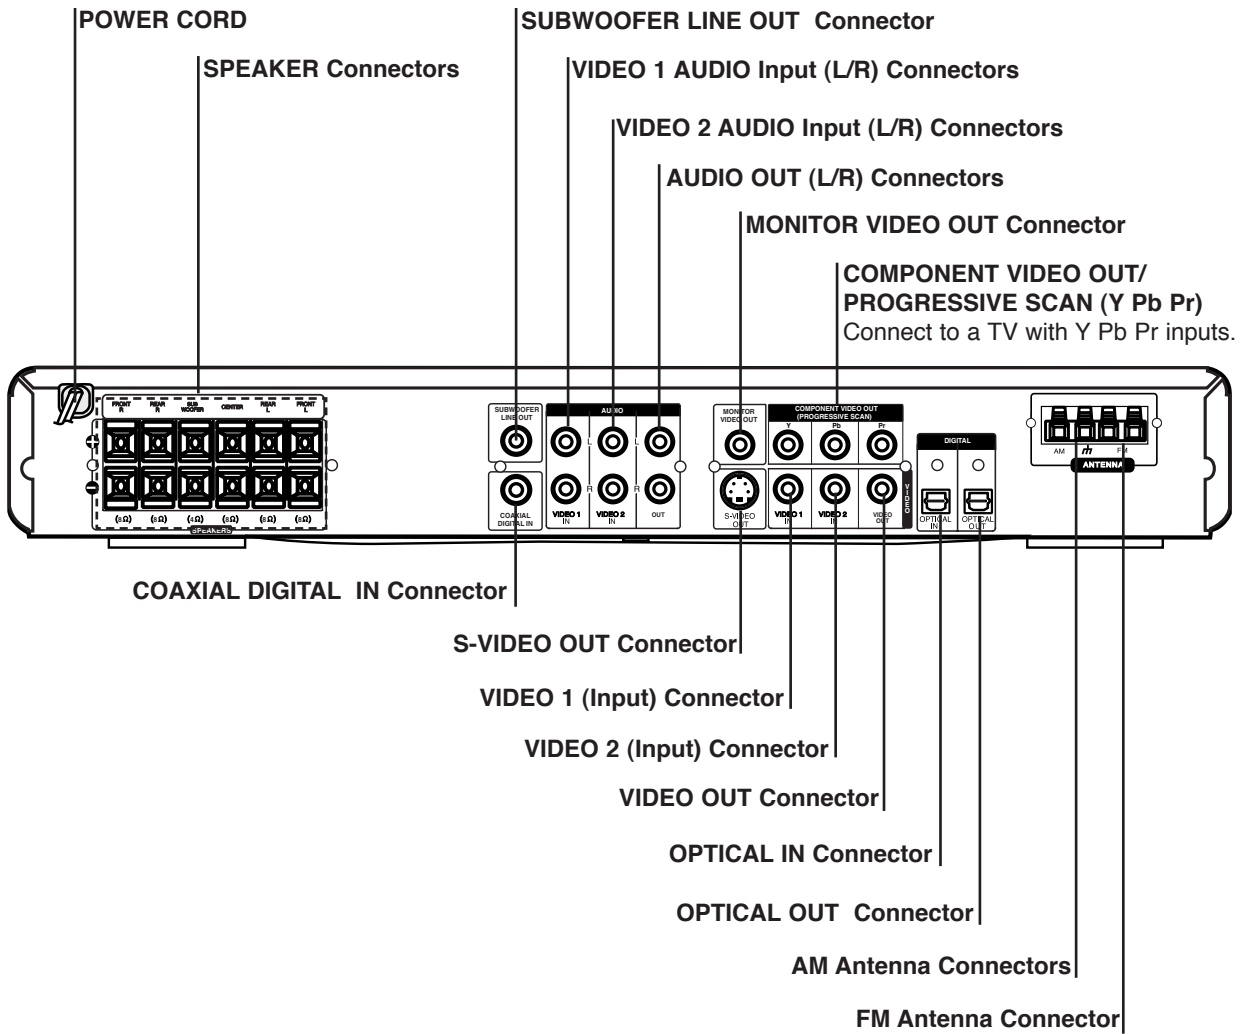 POWER CORD
SUBWOOFER LINE OUT Connector
SPEAKER Connectors
VIDEO 1 AUDIO Input (L/R) Connectors
VIDEO 2 AUDIO Input (L/R) Connectors
AUDIO OUT (L/R) Connectors
MONITOR VIDEO OUT Connector
COMPONENT VIDEO OUT/
PROGRESSIVE SCAN (Y Pb Pr)
Connect to a TV with Y Pb Pr inputs.
FRONT R
REAR R
SUB WOOFER
CENTER
REAR L
FRONT L
(8Ω) (8Ω) (4Ω) (8Ω) (8Ω) (8Ω)
SPEAKERS
SUBWOOFER
LINE OUT
COAXIAL
DIGITAL IN
AUDIO
L L
R R
VIDEO 1
IN
VIDEO 2
IN
OUT
MONITOR
VIDEO OUT
S-VIDEO
OUT
COMPONENT VIDEO OUT
(PROGRESSIVE SCAN)
Y Pb Pr
VIDEO 1
IN
VIDEO 2
IN
VIDEO
OUT
VIDEO
DIGITAL
OPTICAL
IN
OPTICAL
OUT
AM FM
ANTENNA
COAXIAL DIGITAL IN Connector
S-VIDEO OUT Connector
VIDEO 1 (Input) Connector
VIDEO 2 (Input) Connector
VIDEO OUT Connector
OPTICAL IN Connector
OPTICAL OUT Connector
AM Antenna Connectors
FM Antenna Connector